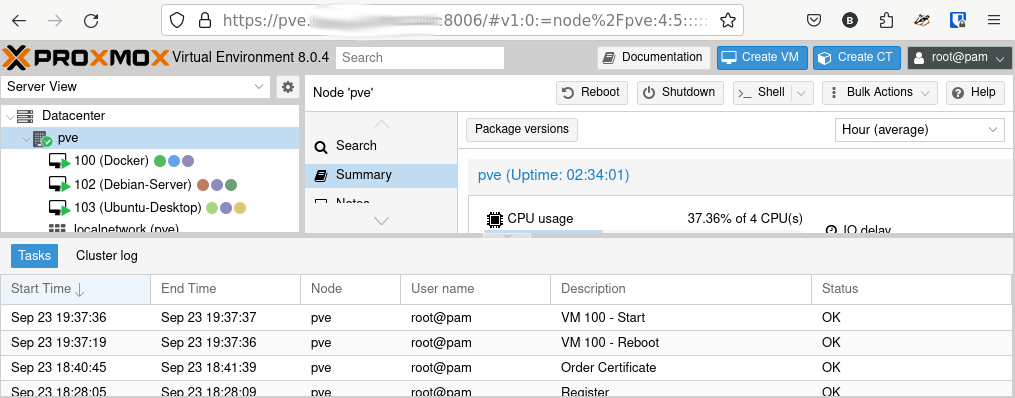 https://pve. :8006/#v1:0:=node%2Fpve:4:5:::::
PROXMOX Virtual Environment 8.0.4 Search Documentation Create VM Create CT root@pam
Server View Node 'pve' Reboot Shutdown >_ Shell Bulk Actions Help
Datacenter
pve
100 (Docker)
102 (Debian-Server)
103 (Ubuntu-Desktop)
localnetwork (pve)
Search
Summary
Notes
Package versions Hour (average)
pve (Uptime: 02:34:01)
CPU usage 37.36% of 4 CPU(s) IO delay
Tasks Cluster log
Start Time End Time Node User name Description Status
Sep 23 19:37:36 Sep 23 19:37:37 pve root@pam VM 100 - Start OK
Sep 23 19:37:19 Sep 23 19:37:36 pve root@pam VM 100 - Reboot OK
Sep 23 18:40:45 Sep 23 18:41:39 pve root@pam Order Certificate OK
Sep 23 18:28:05 Sep 23 18:28:09 pve root@pam Register OK